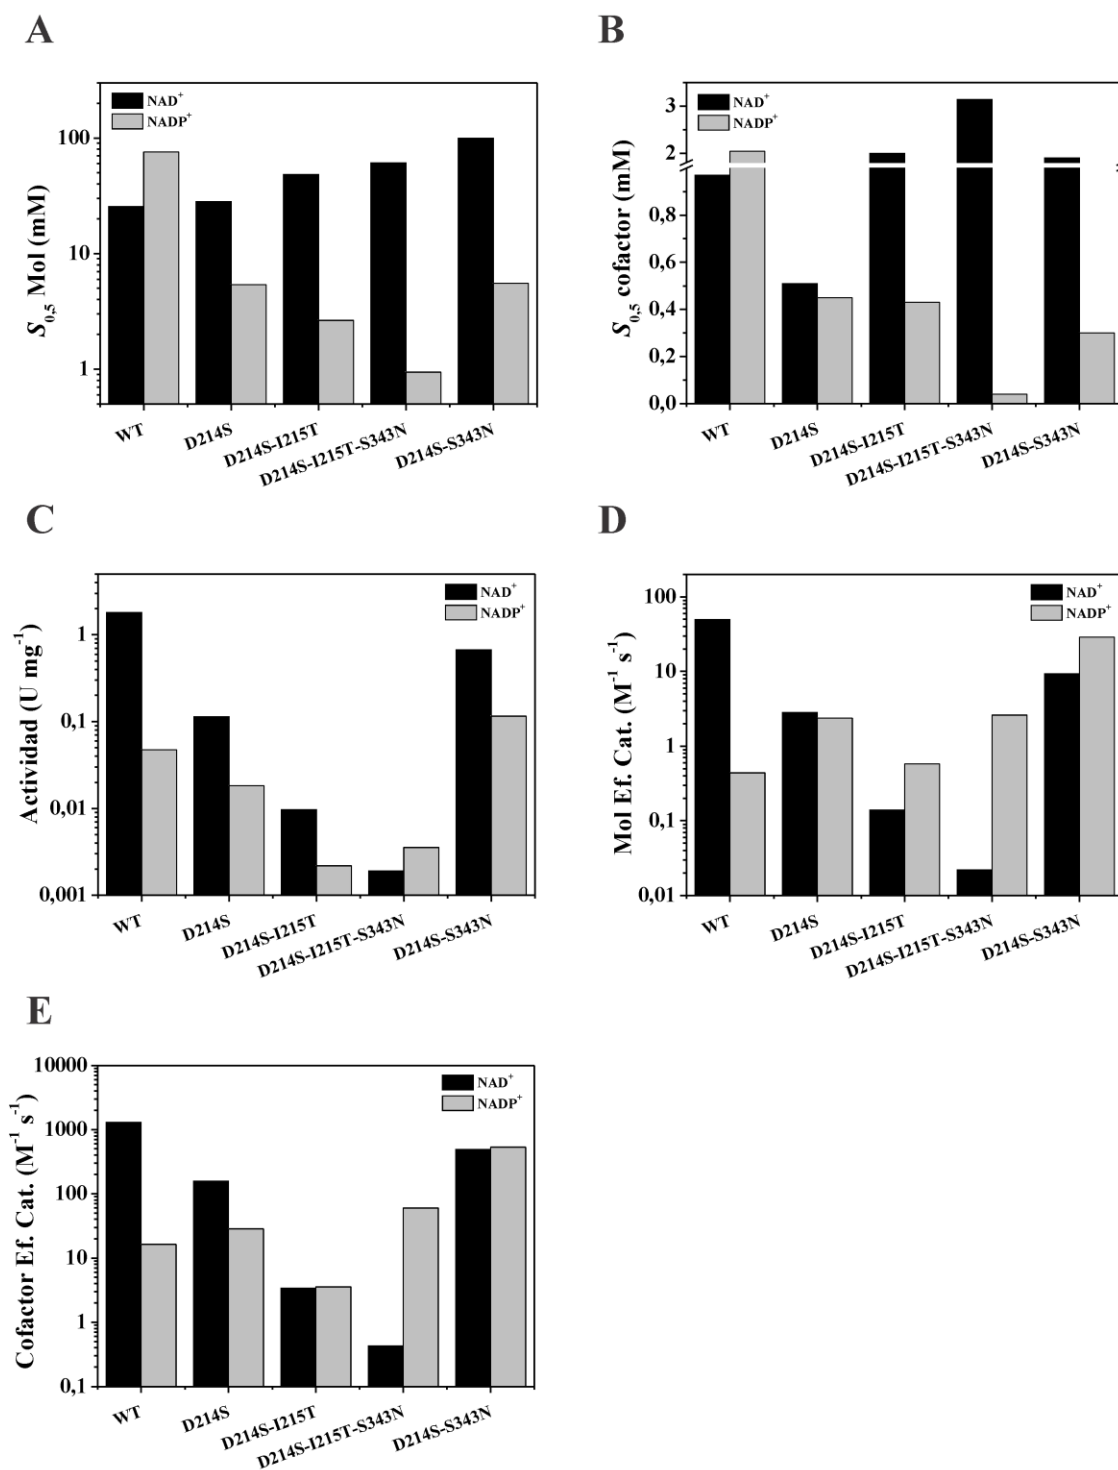 A
NAD+
NADP+
S0,5 Mol (mM)
100
10
1
WT
D214S
D214S-I215T
D214S-I215T-S343N
D214S-S343N
B
NAD+
NADP+
S0,5 cofactor (mM)
3
2
0,8
0,6
0,4
0,2
0,0
WT
D214S
D214S-I215T
D214S-I215T-S343N
D214S-S343N
C
NAD+
NADP+
Actividad (U mg-1)
1
0,1
0,01
0,001
WT
D214S
D214S-I215T
D214S-I215T-S343N
D214S-S343N
D
NAD+
NADP+
Mol Ef. Cat. (M-1 s-1)
100
10
1
0,1
0,01
WT
D214S
D214S-I215T
D214S-I215T-S343N
D214S-S343N
E
NAD+
NADP+
Cofactor Ef. Cat. (M-1 s-1)
10000
1000
100
10
1
0,1
WT
D214S
D214S-I215T
D214S-I215T-S343N
D214S-S343N